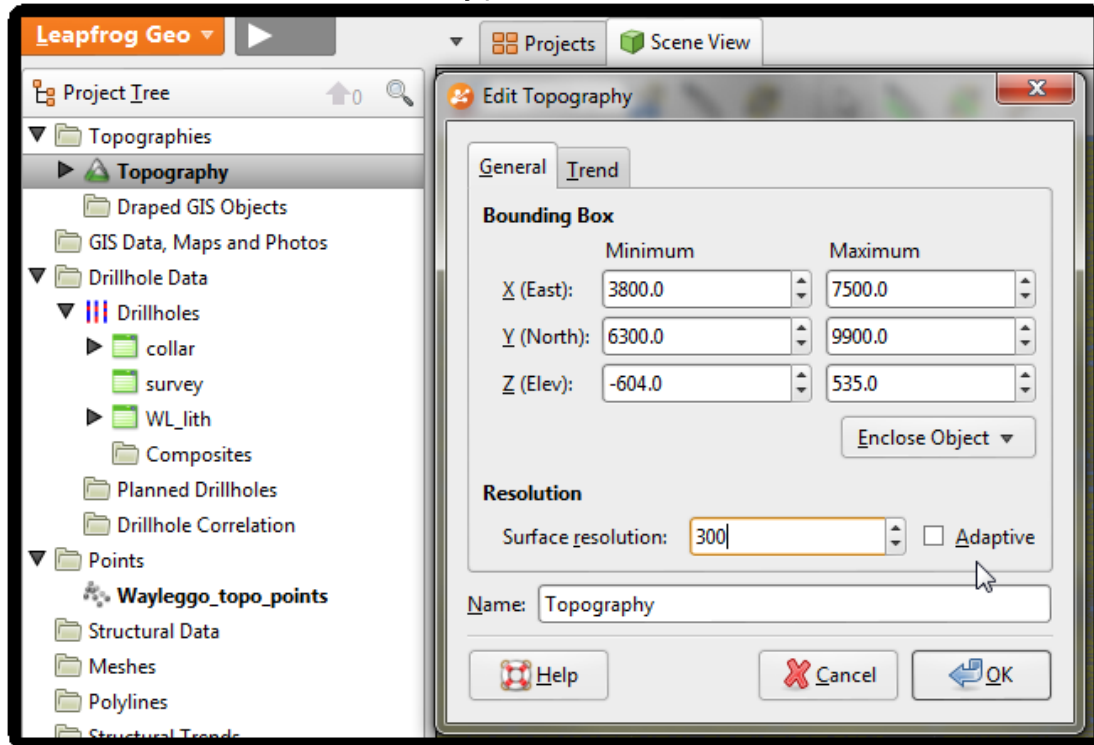 Leapfrog Geo
Projects
Scene View
Project Tree
0
Topographies
Topography
Draped GIS Objects
GIS Data, Maps and Photos
Drillhole Data
Drillholes
collar
survey
WL_lith
Composites
Planned Drillholes
Drillhole Correlation
Points
Wayleggo_topo_points
Structural Data
Meshes
Polylines
Structural Trends
Edit Topography
General Trend
Bounding Box
Minimum Maximum
X (East): 3800.0 7500.0
Y (North): 6300.0 9900.0
Z (Elev): -604.0 535.0
Enclose Object
Resolution
Surface resolution: 300 Adaptive
Name: Topography
Help Cancel OK